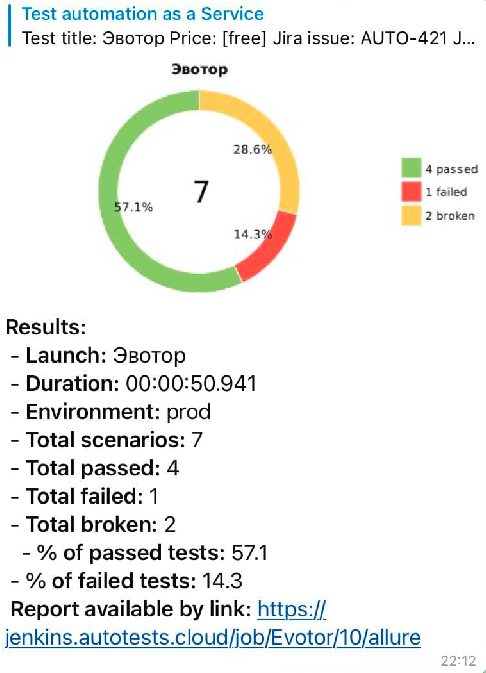 Test automation as a Service
Test title: Эвотор Price: [free] Jira issue: AUTO-421 J...
Эвотор
28.6%
4 passed
1 failed
7
57.1%
2 broken
14.3%
Results:
- Launch: Эвотор
- Duration: 00:00:50.941
- Environment: prod
- Total scenarios: 7
- Total passed: 4
- Total failed: 1
- Total broken: 2
- % of passed tests: 57.1
- % of failed tests: 14.3
Report available by link: https://
jenkins.autotests.cloud/job/Evotor/10/allure
22:12